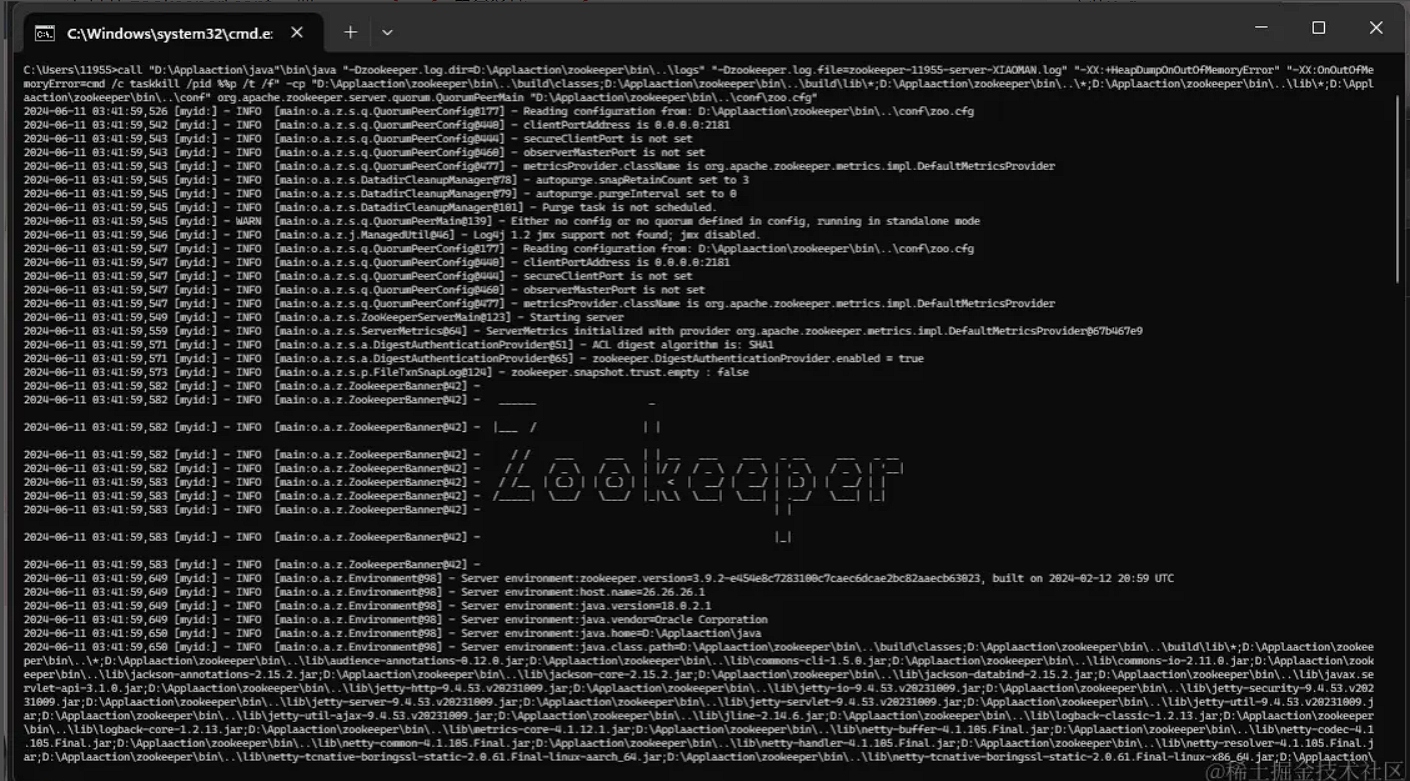 C:\Windows\system32\cmd.e:
C:\Users\11955>call "D:\Applaaction\java"\bin\java "-Dzookeeper.log.dir=D:\Applaaction\zookeeper\bin\..\logs" "-Dzookeeper.log.file=zookeeper-11955-server-XIAOMAN.log" "-XX:+HeapDumpOnOutOfMemoryError" "-XX:OnOutOfMe
moryError=cmd /c taskkill /pid %%p /t /f" -cp "D:\Applaaction\zookeeper\bin\..\build\classes;D:\Applaaction\zookeeper\bin\..\build\lib\*;D:\Applaaction\zookeeper\bin\..\*;D:\Applaaction\zookeeper\bin\..\lib\*;D:\Appl
aaction\zookeeper\bin\..\conf" org.apache.zookeeper.server.quorum.QuorumPeerMain "D:\Applaaction\zookeeper\bin\..\conf\zoo.cfg"
2024-06-11 03:41:59,526 [myid:] - INFO  [main:o.a.z.s.q.QuorumPeerConfig@177] - Reading configuration from: D:\Applaaction\zookeeper\bin\..\conf\zoo.cfg
2024-06-11 03:41:59,542 [myid:] - INFO  [main:o.a.z.s.q.QuorumPeerConfig@440] - clientPortAddress is 0.0.0.0:2181
2024-06-11 03:41:59,543 [myid:] - INFO  [main:o.a.z.s.q.QuorumPeerConfig@444] - secureClientPort is not set
2024-06-11 03:41:59,543 [myid:] - INFO  [main:o.a.z.s.q.QuorumPeerConfig@460] - observerMasterPort is not set
2024-06-11 03:41:59,543 [myid:] - INFO  [main:o.a.z.s.q.QuorumPeerConfig@477] - metricsProvider.className is org.apache.zookeeper.metrics.impl.DefaultMetricsProvider
2024-06-11 03:41:59,545 [myid:] - INFO  [main:o.a.z.s.DatadirCleanupManager@78] - autopurge.snapRetainCount set to 3
2024-06-11 03:41:59,545 [myid:] - INFO  [main:o.a.z.s.DatadirCleanupManager@79] - autopurge.purgeInterval set to 0
2024-06-11 03:41:59,545 [myid:] - INFO  [main:o.a.z.s.DatadirCleanupManager@101] - Purge task is not scheduled.
2024-06-11 03:41:59,545 [myid:] - WARN  [main:o.a.z.s.q.QuorumPeerMain@139] - Either no config or no quorum defined in config, running in standalone mode
2024-06-11 03:41:59,546 [myid:] - INFO  [main:o.a.z.j.ManagedUtil@46] - Log4j 1.2 jmx support not found; jmx disabled.
2024-06-11 03:41:59,547 [myid:] - INFO  [main:o.a.z.s.q.QuorumPeerConfig@177] - Reading configuration from: D:\Applaaction\zookeeper\bin\..\conf\zoo.cfg
2024-06-11 03:41:59,547 [myid:] - INFO  [main:o.a.z.s.q.QuorumPeerConfig@440] - clientPortAddress is 0.0.0.0:2181
2024-06-11 03:41:59,547 [myid:] - INFO  [main:o.a.z.s.q.QuorumPeerConfig@444] - secureClientPort is not set
2024-06-11 03:41:59,547 [myid:] - INFO  [main:o.a.z.s.q.QuorumPeerConfig@460] - observerMasterPort is not set
2024-06-11 03:41:59,547 [myid:] - INFO  [main:o.a.z.s.q.QuorumPeerConfig@477] - metricsProvider.className is org.apache.zookeeper.metrics.impl.DefaultMetricsProvider
2024-06-11 03:41:59,549 [myid:] - INFO  [main:o.a.z.s.ZooKeeperServerMain@123] - Starting server
2024-06-11 03:41:59,559 [myid:] - INFO  [main:o.a.z.s.ServerMetrics@64] - ServerMetrics initialized with provider org.apache.zookeeper.metrics.impl.DefaultMetricsProvider@67b467e9
2024-06-11 03:41:59,571 [myid:] - INFO  [main:o.a.z.s.a.DigestAuthenticationProvider@51] - ACL digest algorithm is: SHA1
2024-06-11 03:41:59,571 [myid:] - INFO  [main:o.a.z.s.a.DigestAuthenticationProvider@65] - zookeeper.DigestAuthenticationProvider.enabled = true
2024-06-11 03:41:59,573 [myid:] - INFO  [main:o.a.z.s.p.FileTxnSnapLog@124] - zookeeper.snapshot.trust.empty : false
2024-06-11 03:41:59,582 [myid:] - INFO  [main:o.a.z.ZookeeperBanner@42] -
2024-06-11 03:41:59,582 [myid:] - INFO  [main:o.a.z.ZookeeperBanner@42] -
2024-06-11 03:41:59,582 [myid:] - INFO  [main:o.a.z.ZookeeperBanner@42] -
2024-06-11 03:41:59,582 [myid:] - INFO  [main:o.a.z.ZookeeperBanner@42] -
2024-06-11 03:41:59,582 [myid:] - INFO  [main:o.a.z.ZookeeperBanner@42] -
Zookeeper
2024-06-11 03:41:59,583 [myid:] - INFO  [main:o.a.z.ZookeeperBanner@42] -
2024-06-11 03:41:59,583 [myid:] - INFO  [main:o.a.z.ZookeeperBanner@42] -
2024-06-11 03:41:59,583 [myid:] - INFO  [main:o.a.z.ZookeeperBanner@42] -
2024-06-11 03:41:59,583 [myid:] - INFO  [main:o.a.z.ZookeeperBanner@42] -
2024-06-11 03:41:59,583 [myid:] - INFO  [main:o.a.z.ZookeeperBanner@42] -
2024-06-11 03:41:59,649 [myid:] - INFO  [main:o.a.z.Environment@98] - Server environment:zookeeper.version=3.9.2-e454e8c7283100c7caec6dcae2bc82aaecb63023, built on 2024-02-12 20:59 UTC
2024-06-11 03:41:59,649 [myid:] - INFO  [main:o.a.z.Environment@98] - Server environment:host.name=26.26.26.1
2024-06-11 03:41:59,649 [myid:] - INFO  [main:o.a.z.Environment@98] - Server environment:java.version=18.0.2.1
2024-06-11 03:41:59,649 [myid:] - INFO  [main:o.a.z.Environment@98] - Server environment:java.vendor=Oracle Corporation
2024-06-11 03:41:59,650 [myid:] - INFO  [main:o.a.z.Environment@98] - Server environment:java.home=D:\Applaaction\java
2024-06-11 03:41:59,650 [myid:] - INFO  [main:o.a.z.Environment@98] - Server environment:java.class.path=D:\Applaaction\zookeeper\bin\..\build\classes;D:\Applaaction\zookeeper\bin\..\build\lib\*;D:\Applaaction\zookee
per\bin\..\*;D:\Applaaction\zookeeper\bin\..\lib\audience-annotations-0.12.0.jar;D:\Applaaction\zookeeper\bin\..\lib\commons-cli-1.5.0.jar;D:\Applaaction\zookeeper\bin\..\lib\commons-io-2.11.0.jar;D:\Applaaction\zook
eeper\bin\..\lib\jackson-annotations-2.15.2.jar;D:\Applaaction\zookeeper\bin\..\lib\jackson-core-2.15.2.jar;D:\Applaaction\zookeeper\bin\..\lib\jackson-databind-2.15.2.jar;D:\Applaaction\zookeeper\bin\..\lib\javax.se
rvlet-api-3.1.0.jar;D:\Applaaction\zookeeper\bin\..\lib\jetty-http-9.4.53.v20231009.jar;D:\Applaaction\zookeeper\bin\..\lib\jetty-io-9.4.53.v20231009.jar;D:\Applaaction\zookeeper\bin\..\lib\jetty-security-9.4.53.v202
31009.jar;D:\Applaaction\zookeeper\bin\..\lib\jetty-server-9.4.53.v20231009.jar;D:\Applaaction\zookeeper\bin\..\lib\jetty-servlet-9.4.53.v20231009.jar;D:\Applaaction\zookeeper\bin\..\lib\jetty-util-9.4.53.v20231009.j
ar;D:\Applaaction\zookeeper\bin\..\lib\jetty-util-ajax-9.4.53.v20231009.jar;D:\Applaaction\zookeeper\bin\..\lib\jline-2.14.6.jar;D:\Applaaction\zookeeper\bin\..\lib\logback-classic-1.2.13.jar;D:\Applaaction\zookeeper
\bin\..\lib\logback-core-1.2.13.jar;D:\Applaaction\zookeeper\bin\..\lib\metrics-core-4.1.12.1.jar;D:\Applaaction\zookeeper\bin\..\lib\netty-buffer-4.1.105.Final.jar;D:\Applaaction\zookeeper\bin\..\lib\netty-codec-4.1
.105.Final.jar;D:\Applaaction\zookeeper\bin\..\lib\netty-common-4.1.105.Final.jar;D:\Applaaction\zookeeper\bin\..\lib\netty-handler-4.1.105.Final.jar;D:\Applaaction\zookeeper\bin\..\lib\netty-resolver-4.1.105.Final.j
ar;D:\Applaaction\zookeeper\bin\..\lib\netty-tcnative-boringssl-static-2.0.61.Final-linux-aarch_64.jar;D:\Applaaction\zookeeper\bin\..\lib\netty-tcnative-boringssl-static-2.0.61.Final-linux-x86_64.jar;D:\Applaaction\
@稀土掘金技术社区